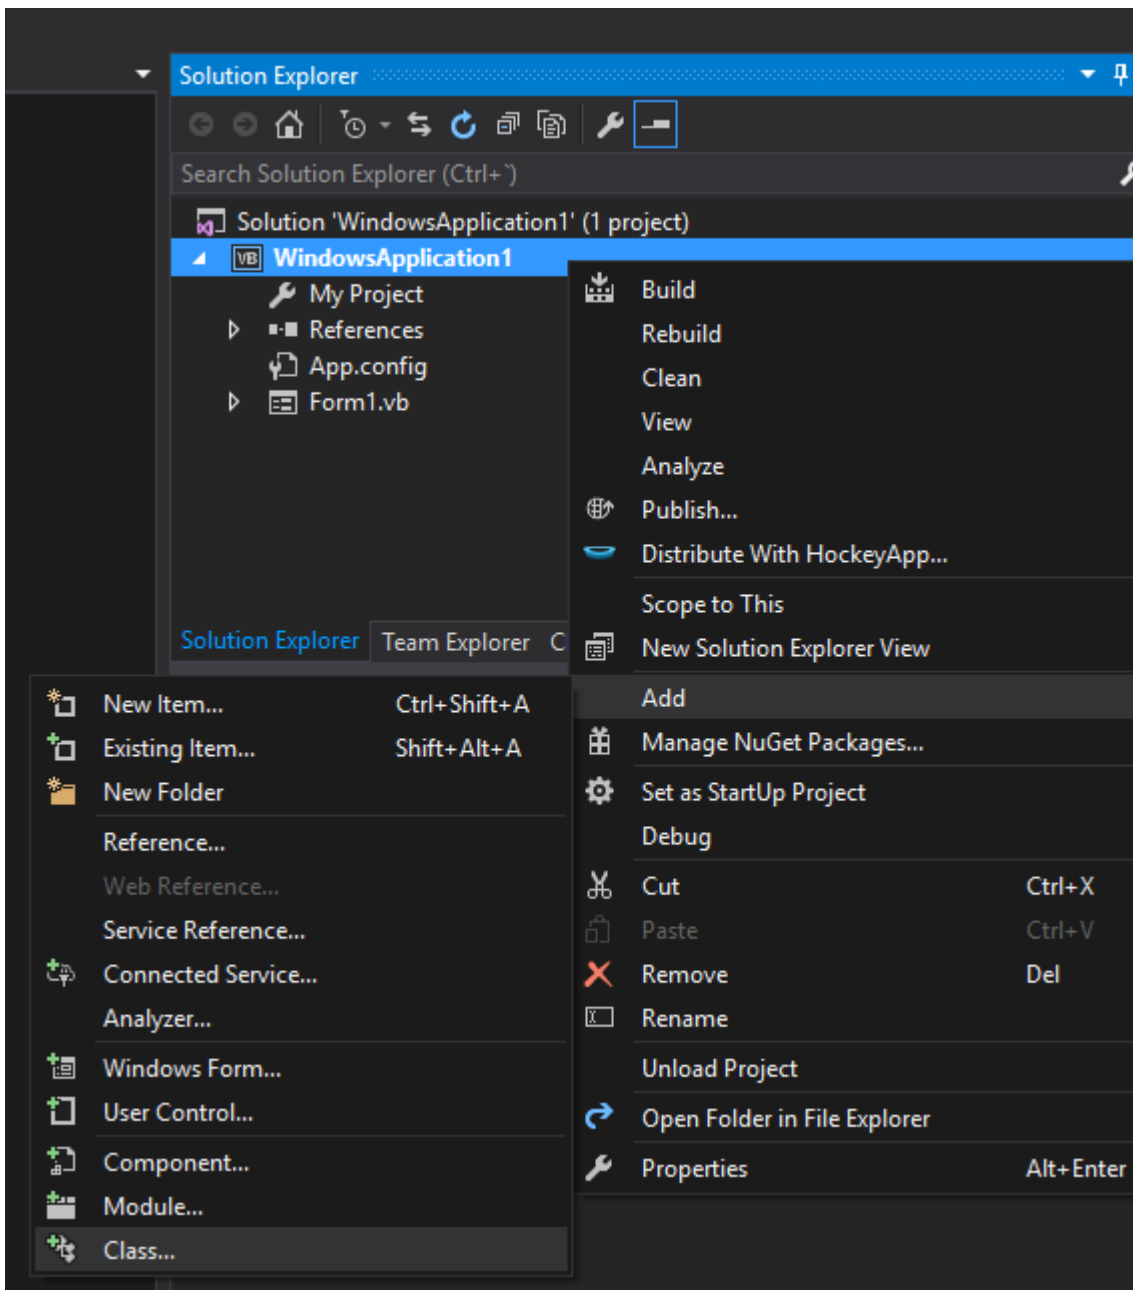 Solution Explorer
Search Solution Explorer (Ctrl+`)
Solution 'WindowsApplication1' (1 project)
VB WindowsApplication1
My Project
References
App.config
Form1.vb
Build
Rebuild
Clean
View
Analyze
Publish...
Distribute With HockeyApp...
Scope to This
New Solution Explorer View
Add
Manage NuGet Packages...
Set as StartUp Project
Debug
Cut Ctrl+X
Paste Ctrl+V
Remove Del
Rename
Unload Project
Open Folder in File Explorer
Properties Alt+Enter
Solution Explorer Team Explorer C
New Item... Ctrl+Shift+A
Existing Item... Shift+Alt+A
New Folder
Reference...
Web Reference...
Service Reference...
Connected Service...
Analyzer...
Windows Form...
User Control...
Component...
Module...
Class...